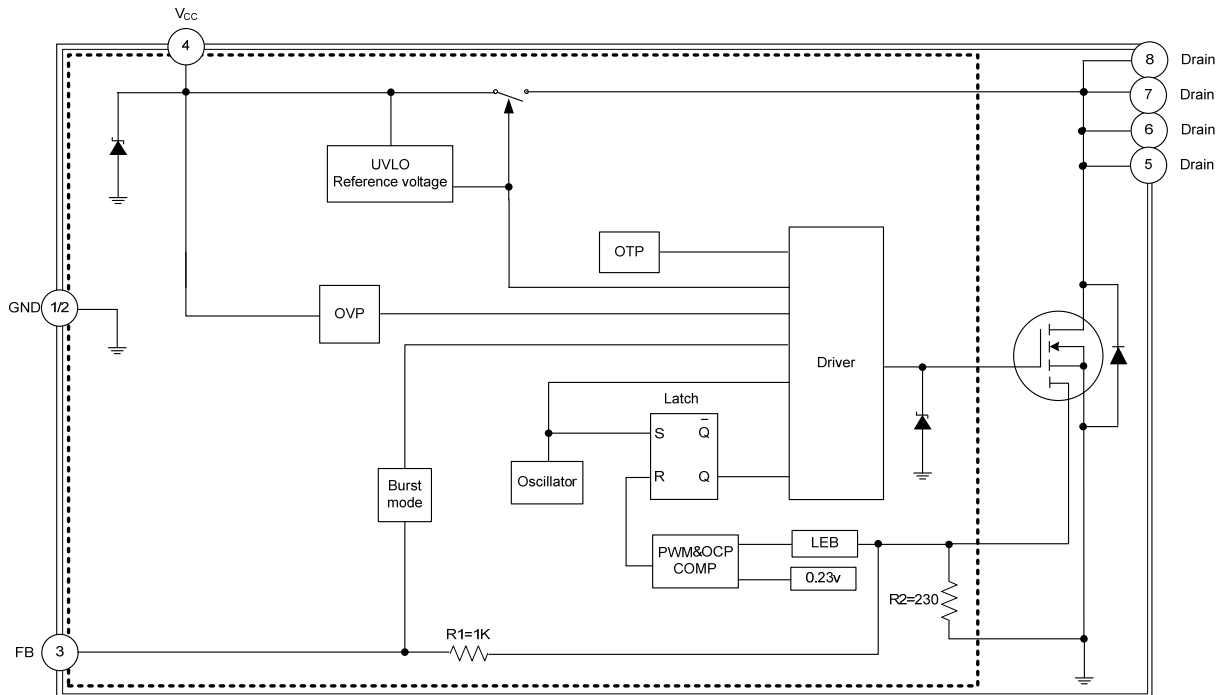 VCC
4
8 Drain
7 Drain
6 Drain
5 Drain
UVLO
Reference voltage
OTP
GND 1/2
OVP
Driver
Latch
S Q̅
R Q
Oscillator
Burst
mode
PWM&OCP
COMP
LEB
0.23v
R2=230
R1=1K
FB 3